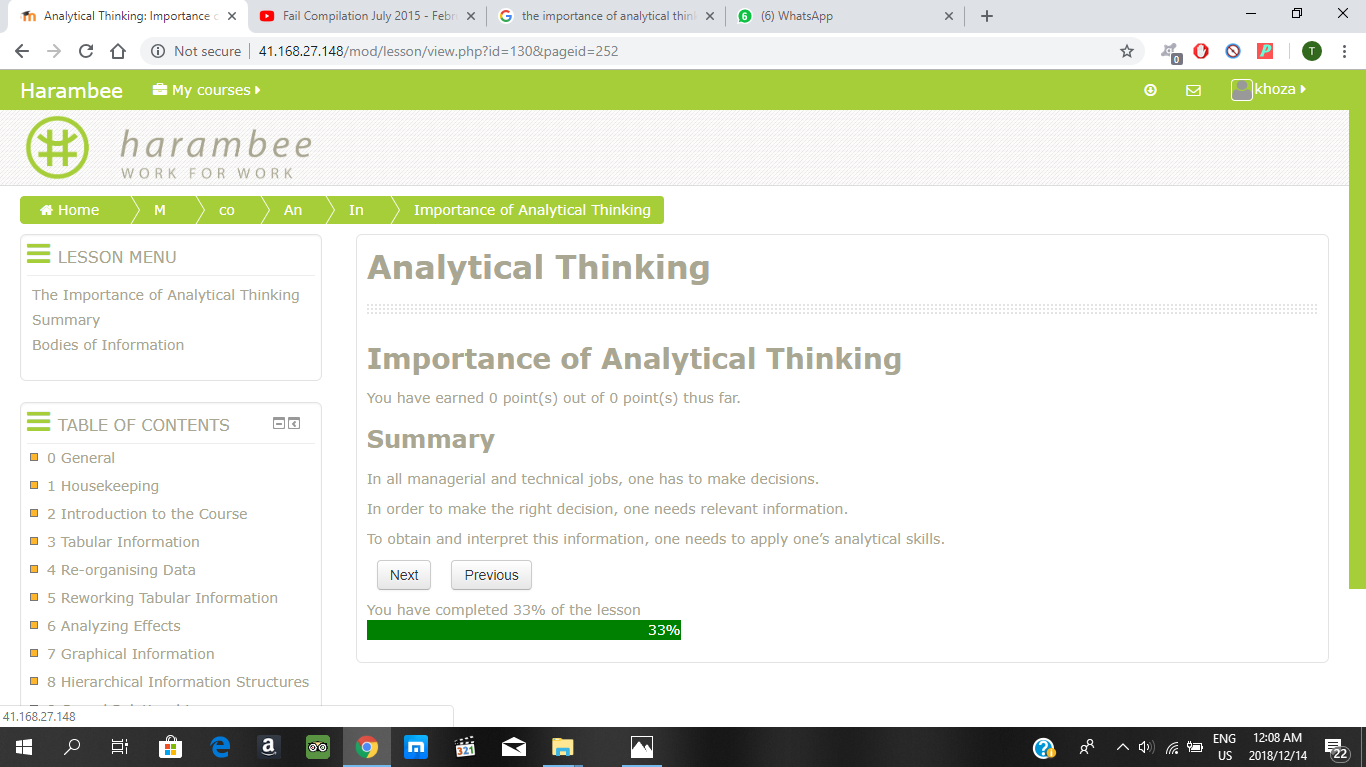 Analytical Thinking: Importance o
Fail Compilation July 2015 - Febr
the importance of analytical thin
(6) WhatsApp
Not secure
41.168.27.148/mod/lesson/view.php?id=130&pageid=252
0
T
Harambee
My courses
khoza
harambee
WORK FOR WORK
Home
M
co
An
In
Importance of Analytical Thinking
LESSON MENU
The Importance of Analytical Thinking
Summary
Bodies of Information
TABLE OF CONTENTS
0 General
1 Housekeeping
2 Introduction to the Course
3 Tabular Information
4 Re-organising Data
5 Reworking Tabular Information
6 Analyzing Effects
7 Graphical Information
8 Hierarchical Information Structures
Analytical Thinking
Importance of Analytical Thinking
You have earned 0 point(s) out of 0 point(s) thus far.
Summary
In all managerial and technical jobs, one has to make decisions.
In order to make the right decision, one needs relevant information.
To obtain and interpret this information, one needs to apply one’s analytical skills.
Next
Previous
You have completed 33% of the lesson
33%
41.168.27.148
321
ENG
US
12:08 AM
2018/12/14
22